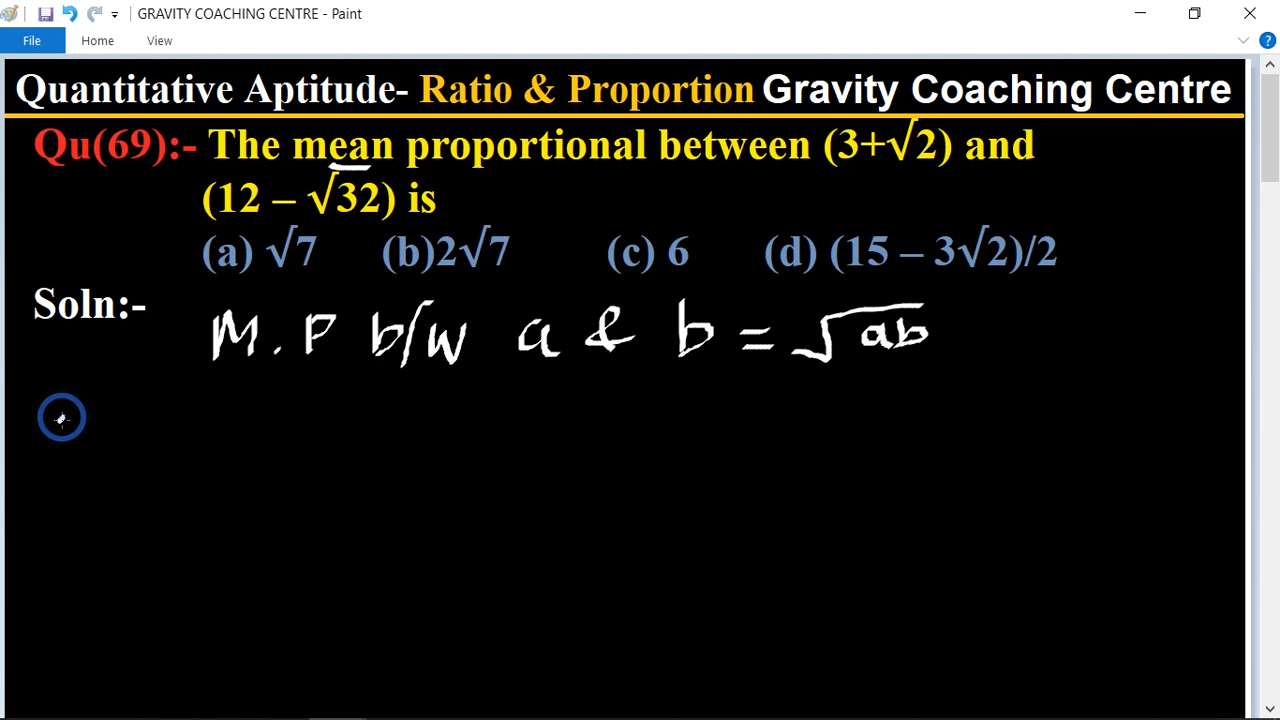 GRAVITY COACHING CENTRE - Paint
File Home View
Quantitative Aptitude- Ratio & Proportion Gravity Coaching Centre
Qu(69):- The mean proportional between (3+√2) and
(12 – √32) is
(a) √7 (b)2√7 (c) 6 (d) (15 – 3√2)/2
Soln:-
M.P b/w a & b = √ab